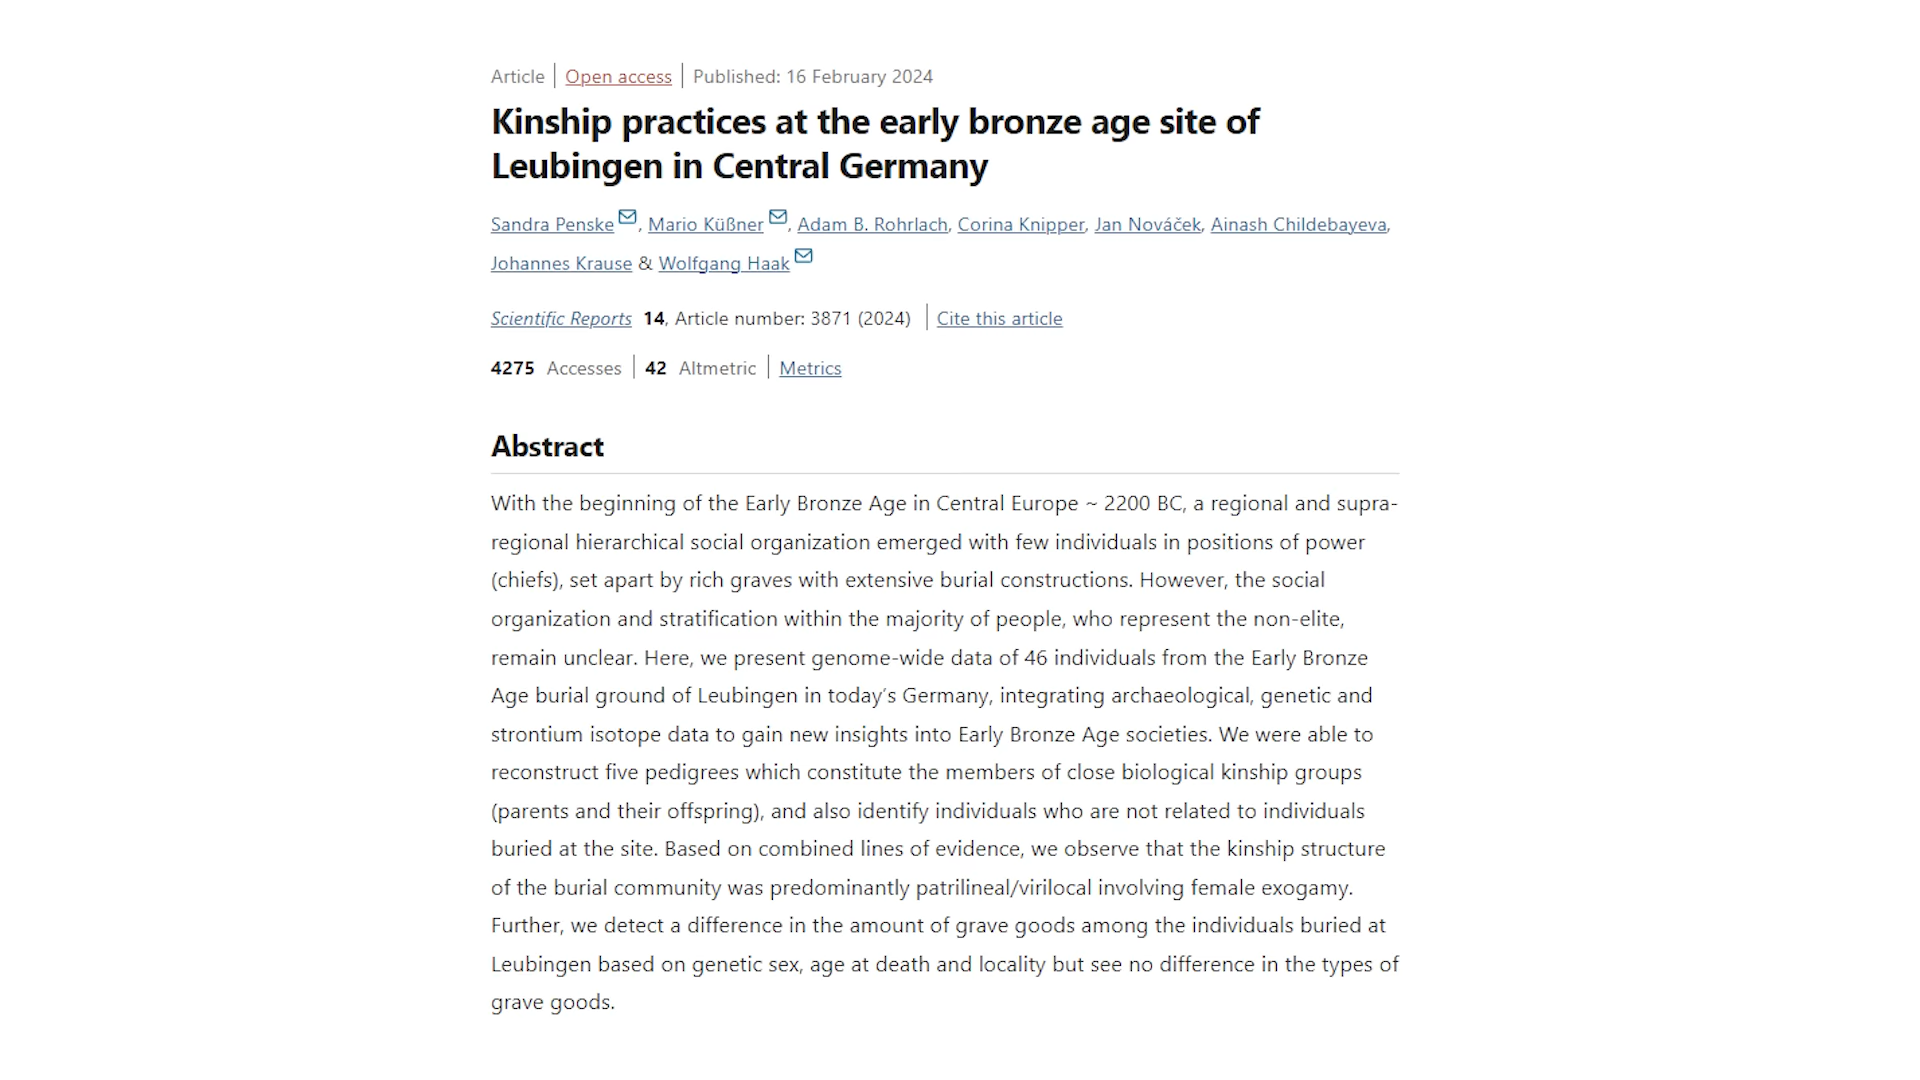 Article | Open access | Published: 16 February 2024
Kinship practices at the early bronze age site of
Leubingen in Central Germany
Sandra Penske, Mario Küßner, Adam B. Rohrlach, Corina Knipper, Jan Nováček, Ainash Childebayeva,
Johannes Krause & Wolfgang Haak
Scientific Reports 14, Article number: 3871 (2024) | Cite this article
4275 Accesses | 42 Altmetric | Metrics
Abstract
With the beginning of the Early Bronze Age in Central Europe ~ 2200 BC, a regional and supra-
regional hierarchical social organization emerged with few individuals in positions of power
(chiefs), set apart by rich graves with extensive burial constructions. However, the social
organization and stratification within the majority of people, who represent the non-elite,
remain unclear. Here, we present genome-wide data of 46 individuals from the Early Bronze
Age burial ground of Leubingen in today's Germany, integrating archaeological, genetic and
strontium isotope data to gain new insights into Early Bronze Age societies. We were able to
reconstruct five pedigrees which constitute the members of close biological kinship groups
(parents and their offspring), and also identify individuals who are not related to individuals
buried at the site. Based on combined lines of evidence, we observe that the kinship structure
of the burial community was predominantly patrilineal/virilocal involving female exogamy.
Further, we detect a difference in the amount of grave goods among the individuals buried at
Leubingen based on genetic sex, age at death and locality but see no difference in the types of
grave goods.